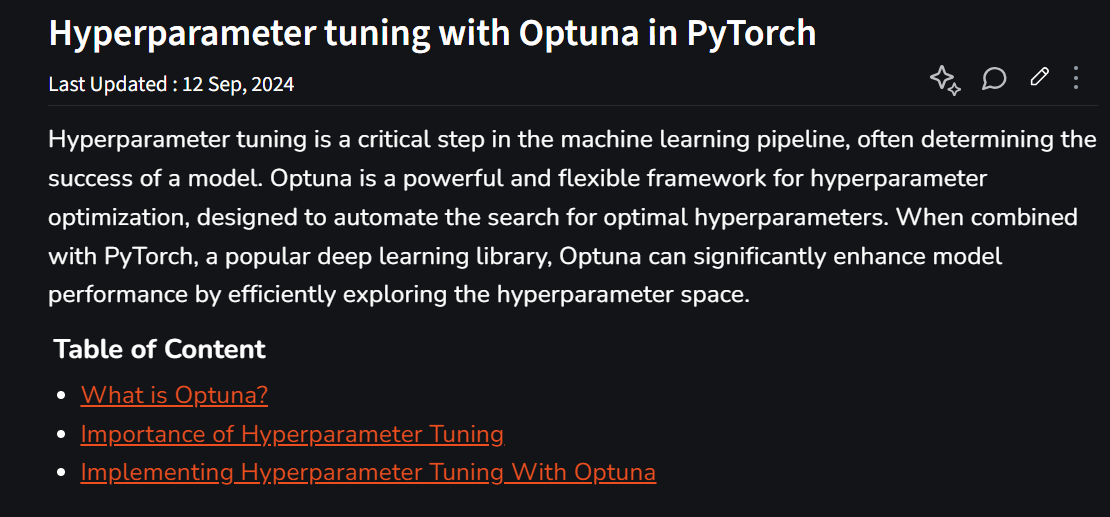 Hyperparameter tuning with Optuna in PyTorch
Last Updated : 12 Sep, 2024
Hyperparameter tuning is a critical step in the machine learning pipeline, often determining the
success of a model. Optuna is a powerful and flexible framework for hyperparameter
optimization, designed to automate the search for optimal hyperparameters. When combined
with PyTorch, a popular deep learning library, Optuna can significantly enhance model
performance by efficiently exploring the hyperparameter space.
Table of Content
• What is Optuna?
• Importance of Hyperparameter Tuning
• Implementing Hyperparameter Tuning With Optuna